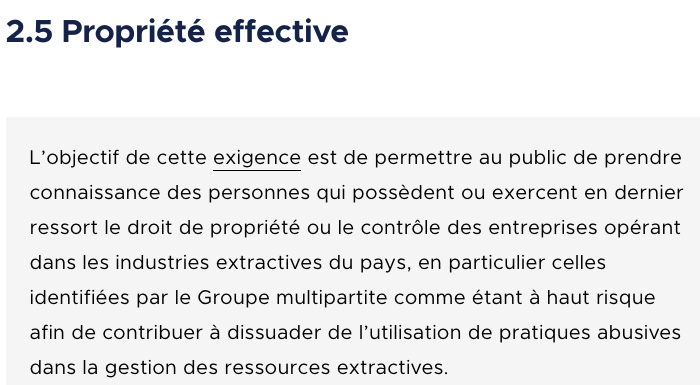 2.5 Propriété effective
L’objectif de cette exigence est de permettre au public de prendre
connaissance des personnes qui possèdent ou exercent en dernier
ressort le droit de propriété ou le contrôle des entreprises opérant
dans les industries extractives du pays, en particulier celles
identifiées par le Groupe multipartite comme étant à haut risque
afin de contribuer à dissuader de l’utilisation de pratiques abusives
dans la gestion des ressources extractives.